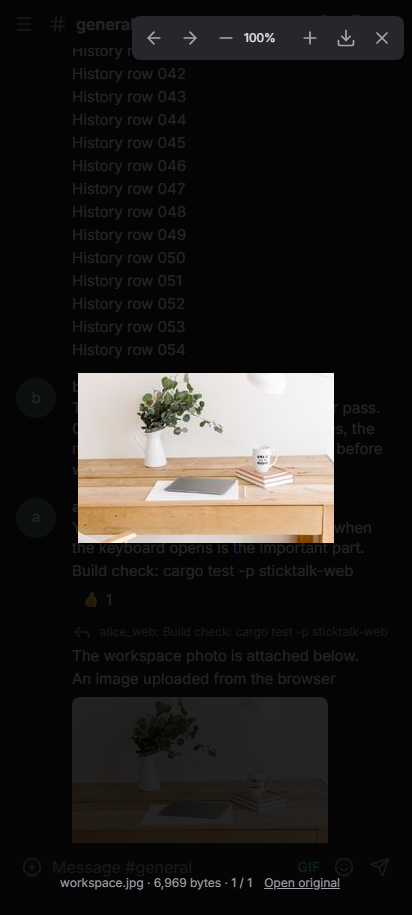 # general
100%
History row 042
History row 043
History row 044
History row 045
History row 046
History row 047
History row 048
History row 049
History row 050
History row 051
History row 052
History row 053
History row 054
b
r pass.
s, the
before
a
when
the keyboard opens is the important part.
Build check: cargo test -p sticktalk-web
👍 1
alice_web: Build check: cargo test -p sticktalk-web
The workspace photo is attached below.
An image uploaded from the browser
Message #general
GIF
workspace.jpg · 6,969 bytes · 1 / 1 Open original